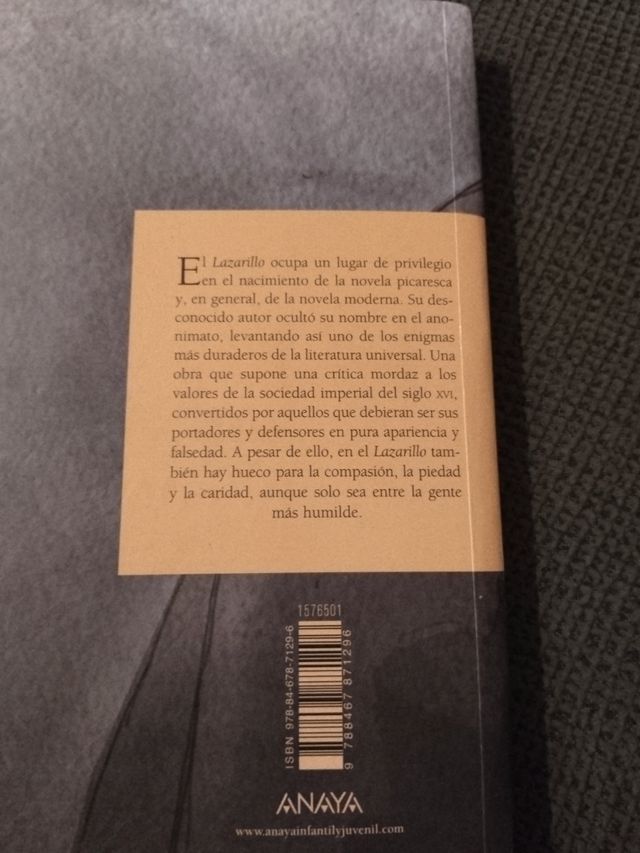 El Lazarillo ocupa un lugar de privilegio
en el nacimiento de la novela picaresca
y, en general, de la novela moderna. Su des-
conocido autor ocultó su nombre en el ano-
nimato, levantando así uno de los enigmas
más duraderos de la literatura universal. Una
obra que supone una crítica mordaz a los
valores de la sociedad imperial del siglo XVI,
convertidos por aquellos que debieran ser sus
portadores y defensores en pura apariencia y
falsedad. A pesar de ello, en el Lazarillo tam-
bién hay hueco para la compasión, la piedad
y la caridad, aunque solo sea entre la gente
más humilde.
1576501
ISBN 978-84-678-7129-6
9 788467 871296
ANAYA
www.anayainfantilyjuvenil.com